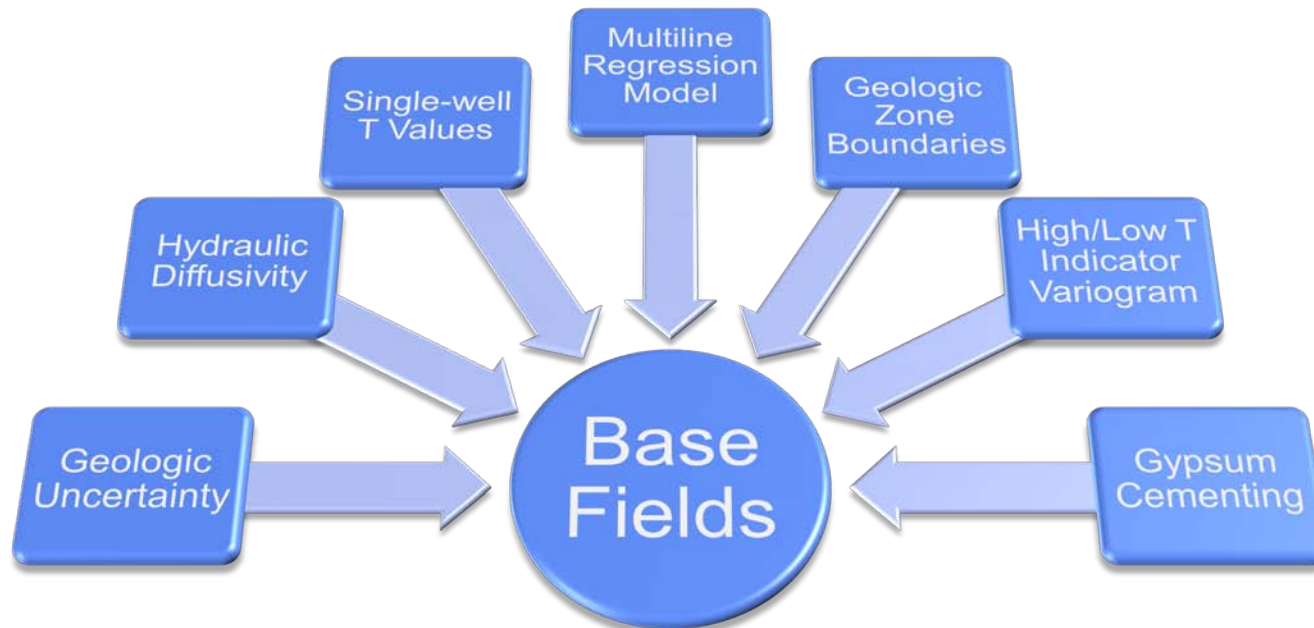 Multiline
Regression
Model
Single-well
T Values
Geologic
Zone
Boundaries
Hydraulic
Diffusivity
High/Low T
Indicator
Variogram
Geologic
Uncertainty
Base
Fields
Gypsum
Cementing